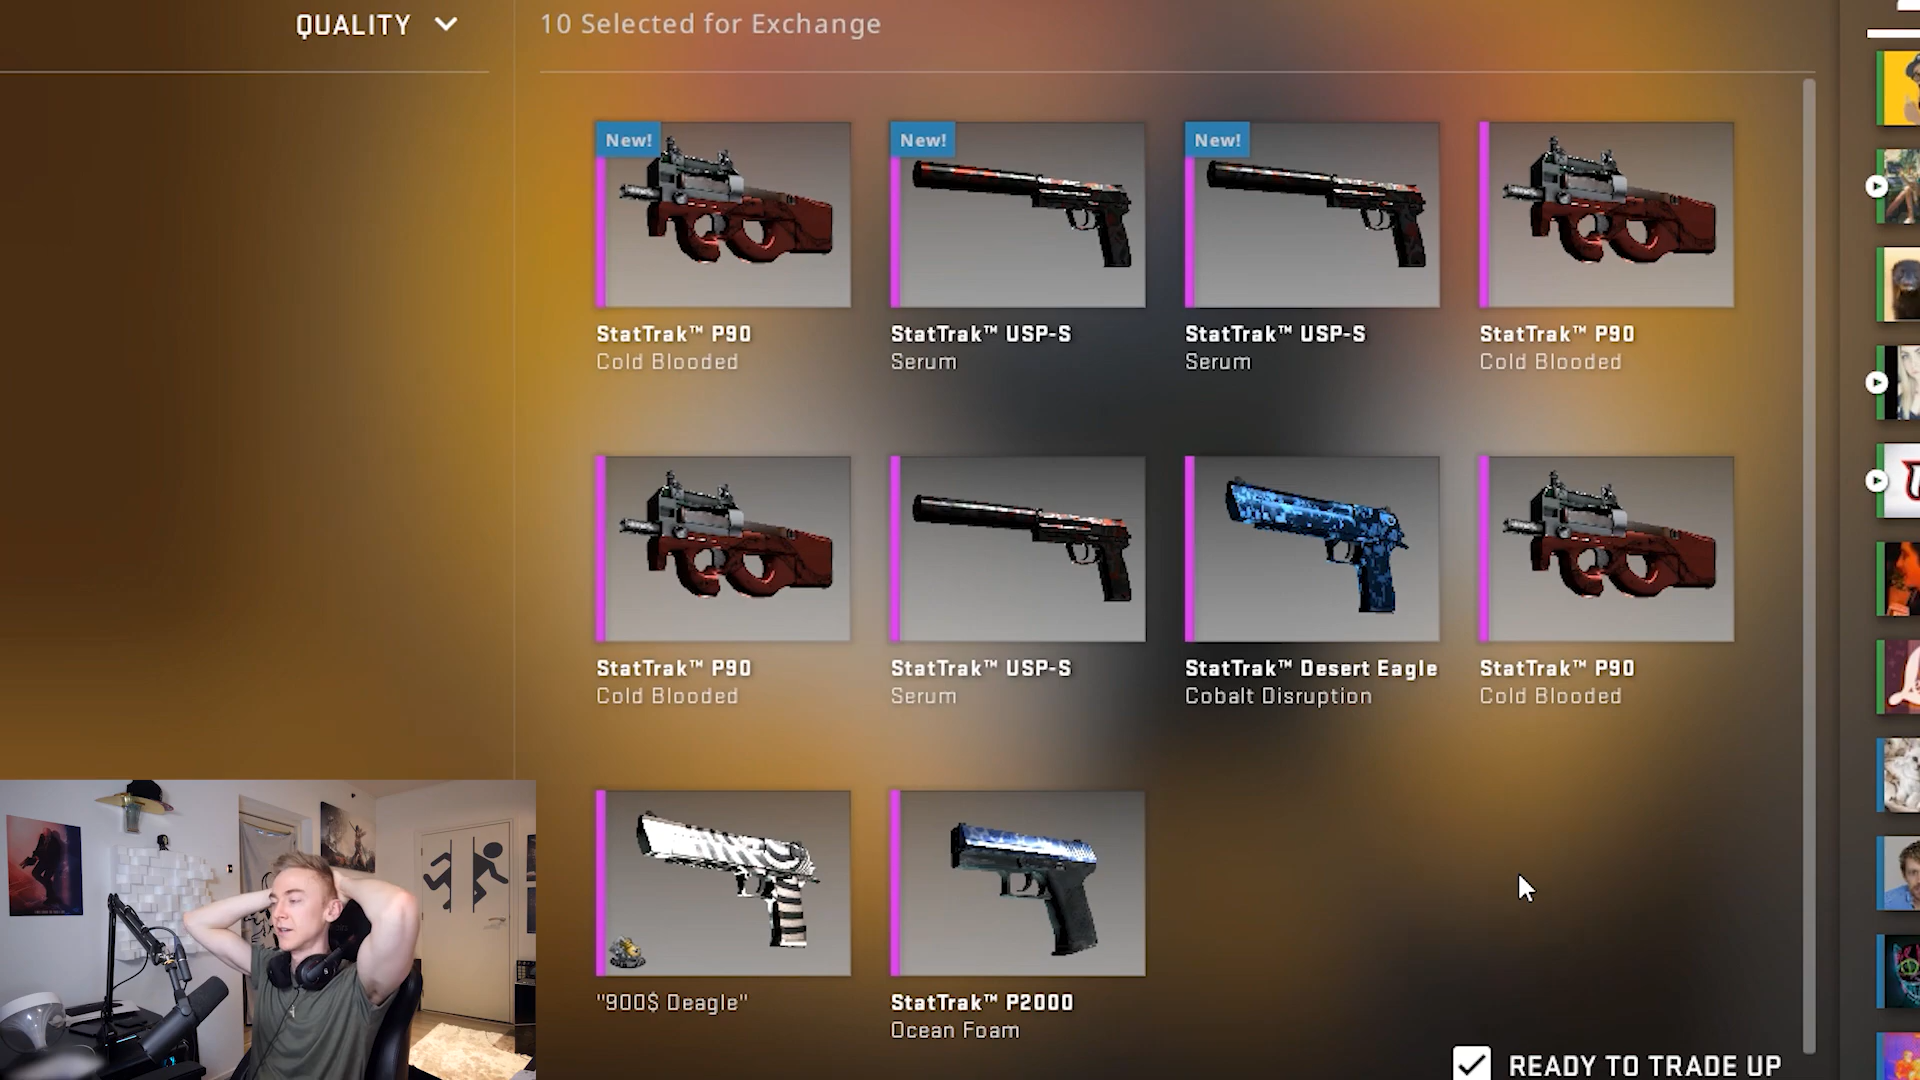 QUALITY
10 Selected for Exchange
New!
New!
New!
StatTrak™ P90
Cold Blooded
StatTrak™ USP-S
Serum
StatTrak™ USP-S
Serum
StatTrak™ P90
Cold Blooded
StatTrak™ P90
Cold Blooded
StatTrak™ USP-S
Serum
StatTrak™ Desert Eagle
Cobalt Disruption
StatTrak™ P90
Cold Blooded
"900$ Deagle"
StatTrak™ P2000
Ocean Foam
READY TO TRADE UP